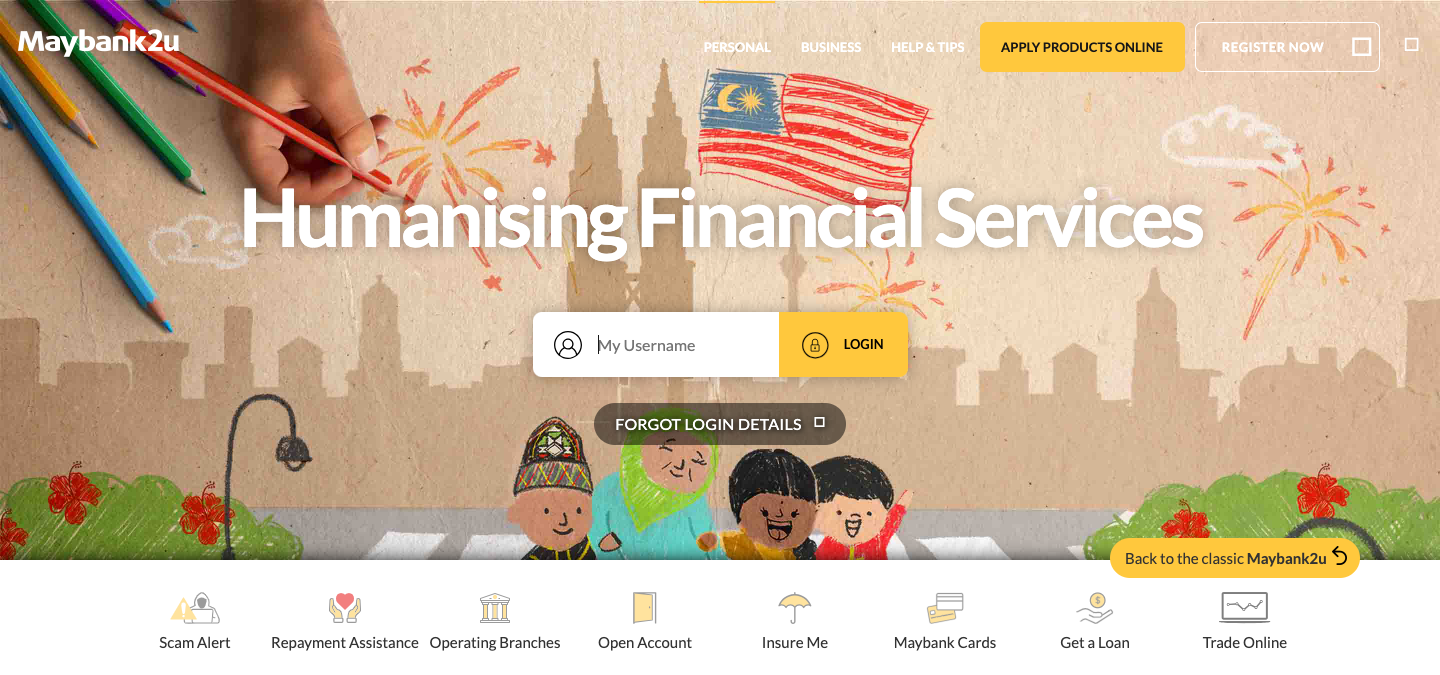 Maybank2u
PERSONAL
BUSINESS
HELP & TIPS
APPLY PRODUCTS ONLINE
REGISTER NOW
Humanising Financial Services
My Username
LOGIN
FORGOT LOGIN DETAILS
Back to the classic Maybank2u
Scam Alert
Repayment Assistance
Operating Branches
Open Account
Insure Me
Maybank Cards
Get a Loan
Trade Online